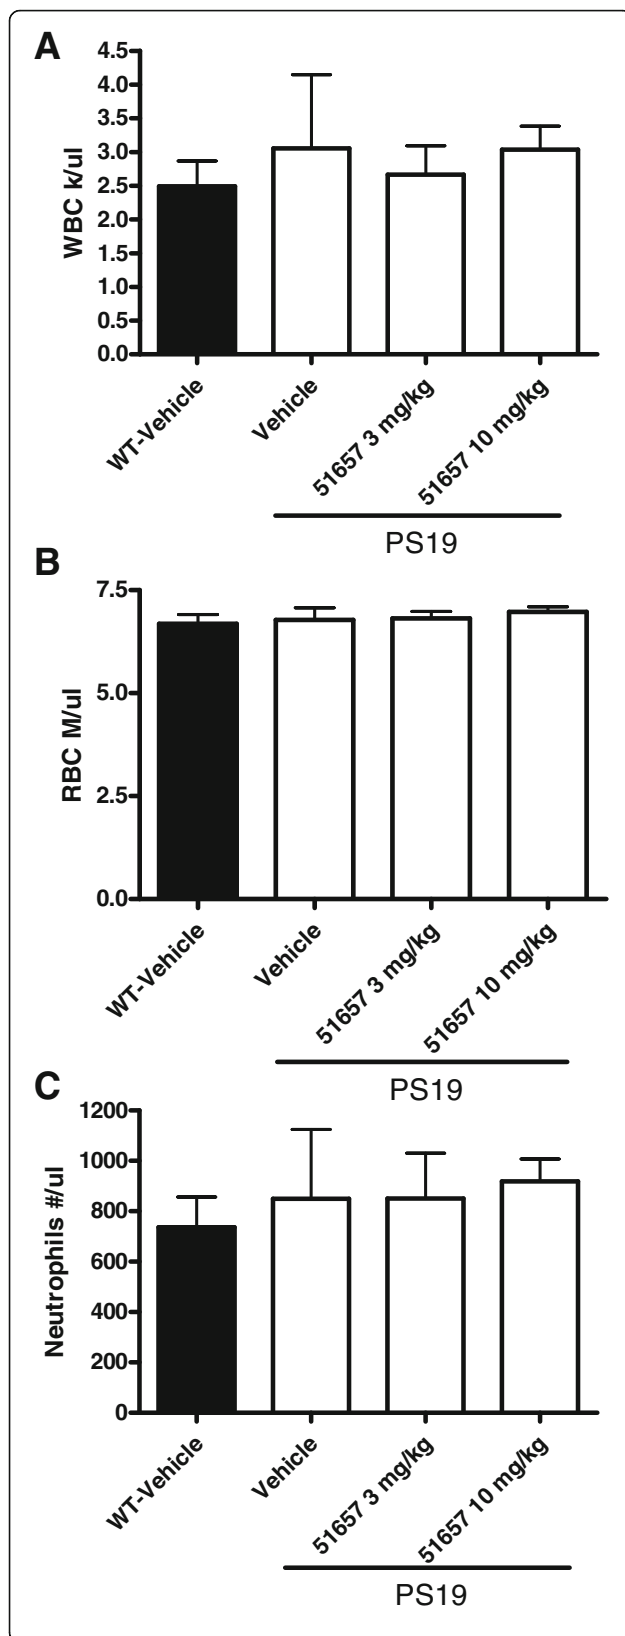 A
WBC k/ul
4.5
4.0
3.5
3.0
2.5
2.0
1.5
1.0
0.5
0.0
WT-Vehicle
Vehicle
51657 3 mg/kg
51657 10 mg/kg
PS19
B
RBC M/ul
7.5
5.0
2.5
0.0
WT-Vehicle
Vehicle
51657 3 mg/kg
51657 10 mg/kg
PS19
C
Neutrophils #/ul
1200
1000
800
600
400
200
0
WT-Vehicle
Vehicle
51657 3 mg/kg
51657 10 mg/kg
PS19